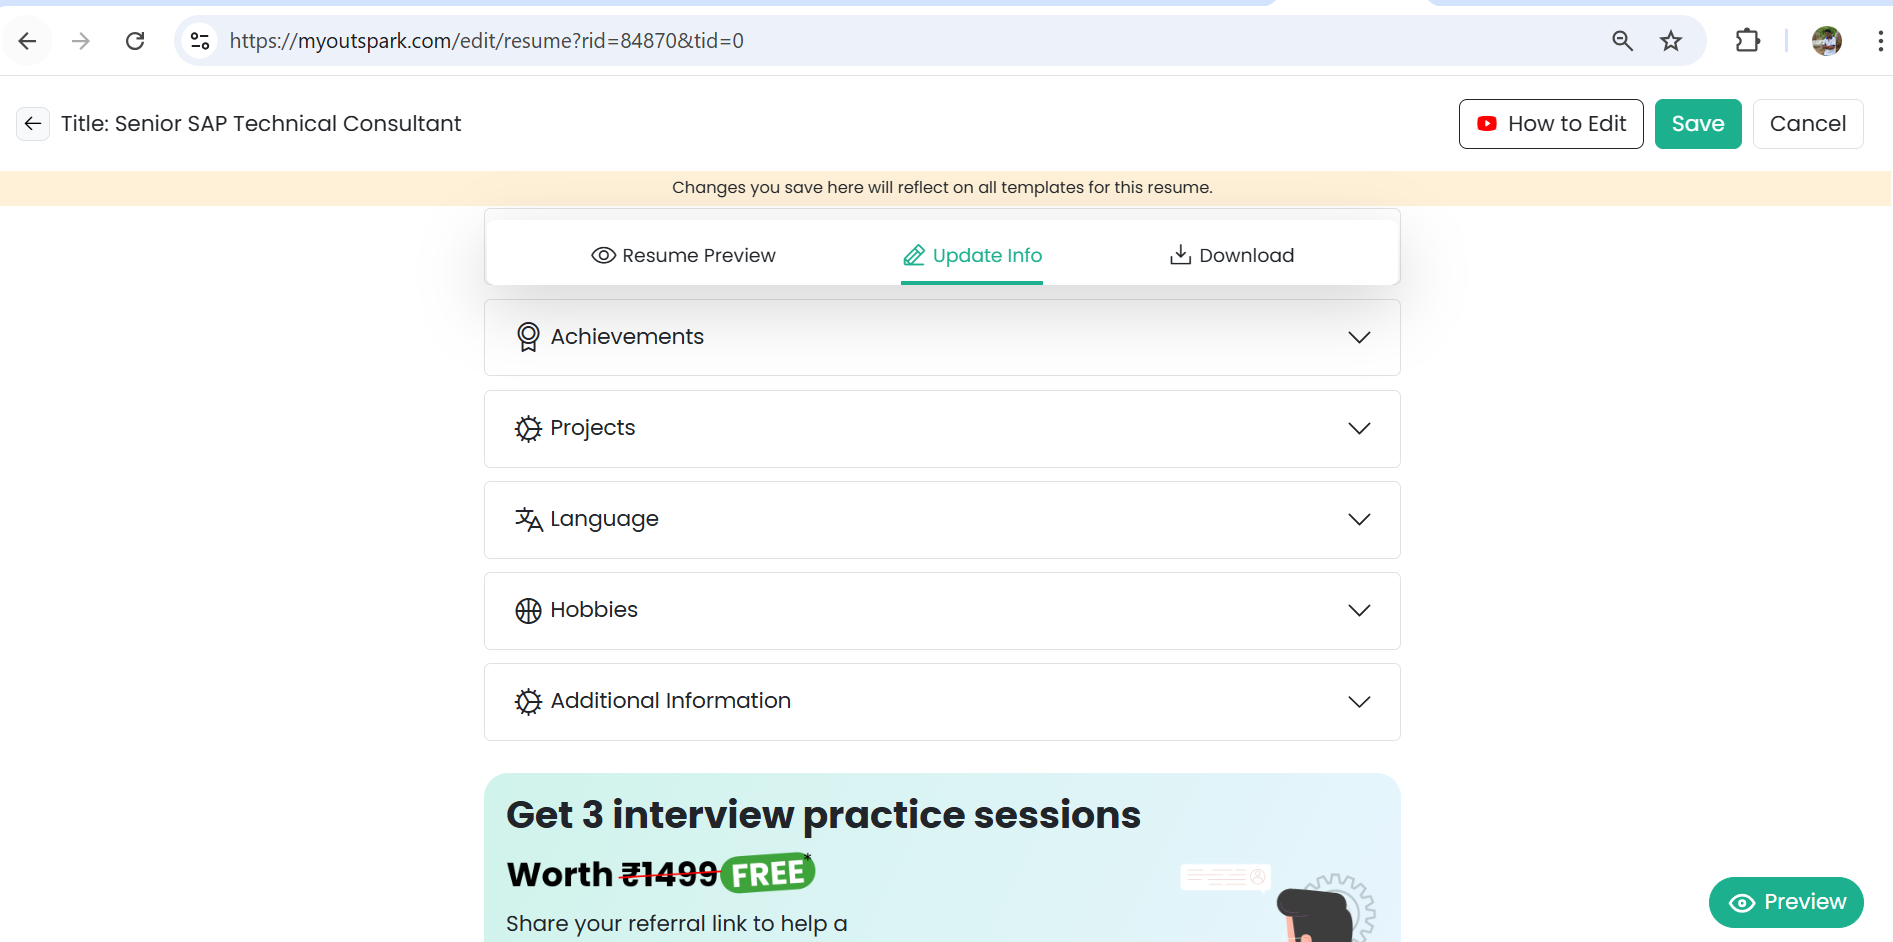 https://myoutspark.com/edit/resume?rid=84870&tid=0
Title: Senior SAP Technical Consultant
How to Edit
Save
Cancel
Changes you save here will reflect on all templates for this resume.
Resume Preview
Update Info
Download
Achievements
Projects
Language
Hobbies
Additional Information
Get 3 interview practice sessions
Worth ₹1499 FREE*
Share your referral link to help a
Preview